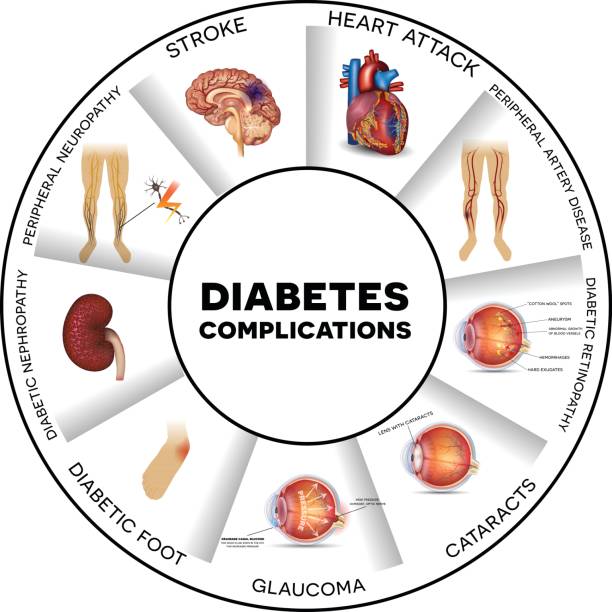 DIABETES
COMPLICATIONS
STROKE
HEART ATTACK
PERIPHERAL ARTERY DISEASE
DIABETIC RETINOPATHY
"COTTON WOOL" SPOTS
ANEURYSM
ABNORMAL GROWTH
OF BLOOD VESSELS
HEMORRHAGES
HARD EXUDATES
CATARACTS
LENS WITH CATARACTS
GLAUCOMA
PRESSURE
HIGH PRESSURE
DAMAGES OPTIC NERVE
DRAINAGE CANAL BLOCKED
DIABETIC FOOT
DIABETIC NEPHROPATHY
PERIPHERAL NEUROPATHY